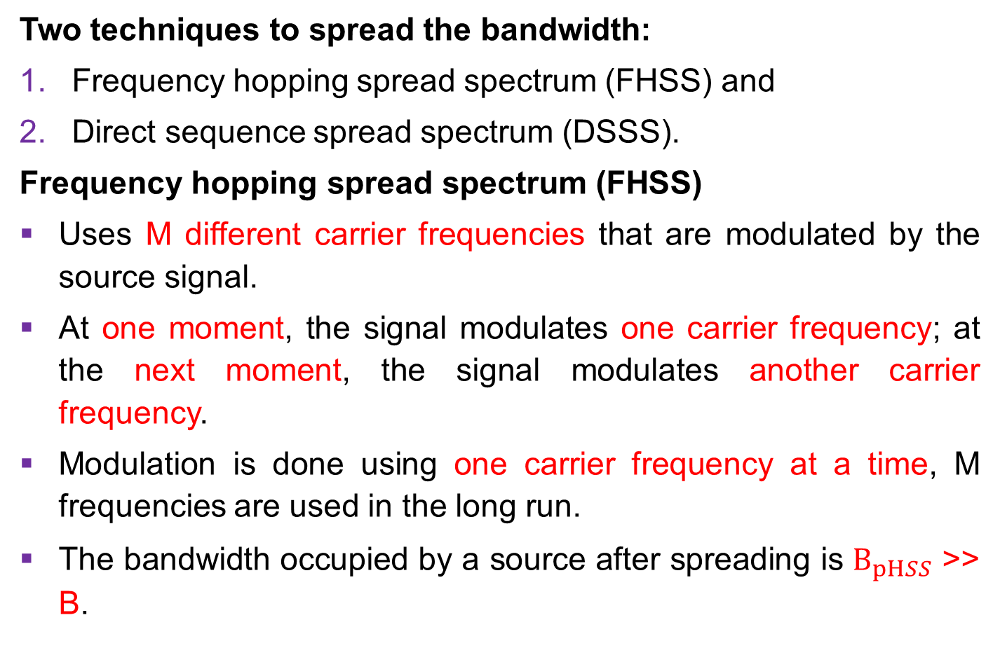 Two techniques to spread the bandwidth:
1. Frequency hopping spread spectrum (FHSS) and
2. Direct sequence spread spectrum (DSSS).
Frequency hopping spread spectrum (FHSS)
▪ Uses M different carrier frequencies that are modulated by the
source signal.
▪ At one moment, the signal modulates one carrier frequency; at
the next moment, the signal modulates another carrier
frequency.
▪ Modulation is done using one carrier frequency at a time, M
frequencies are used in the long run.
▪ The bandwidth occupied by a source after spreading is B_pHSS >>
B.